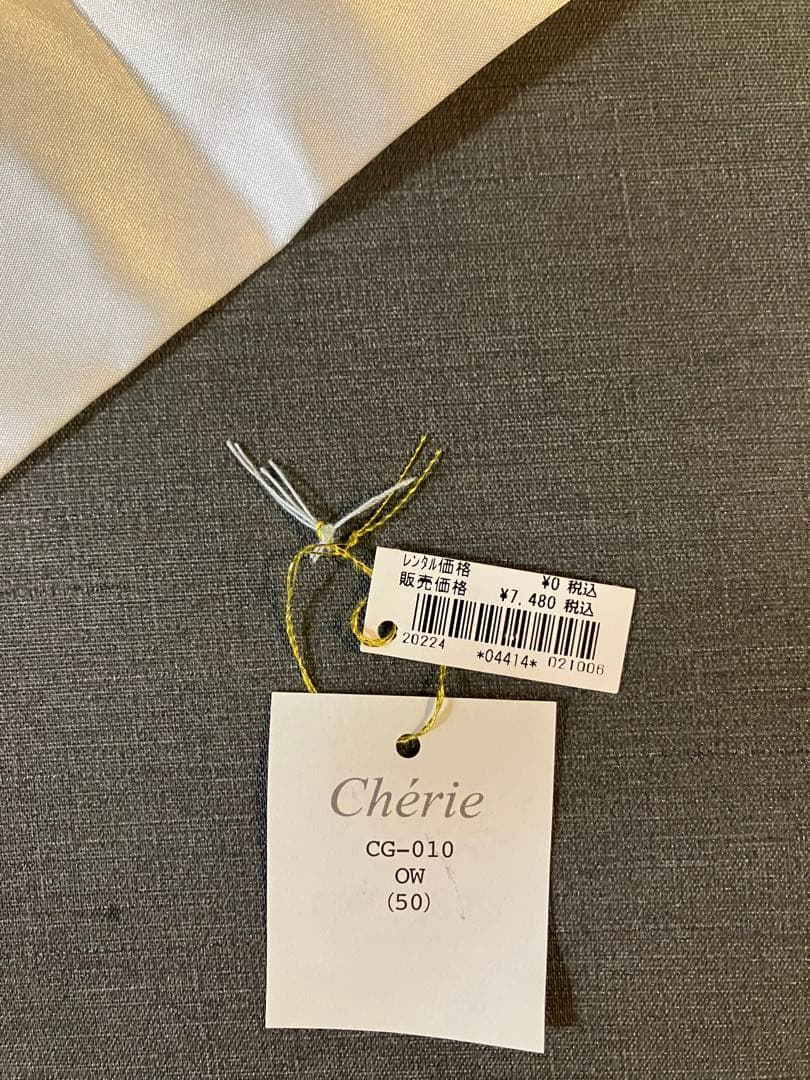 ﾚﾝﾀﾙ価格 ¥0 税込
販売価格 ¥7,480 税込
20224 *04414* 021006
Chérie
CG-010
OW
(50)